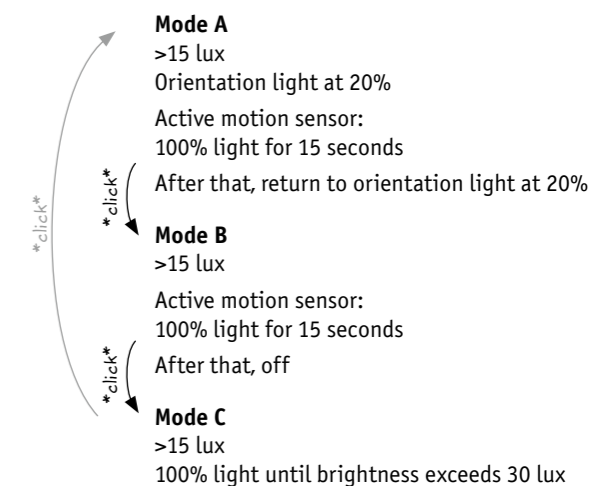 Mode A
>15 lux
Orientation light at 20%
Active motion sensor:
100% light for 15 seconds
After that, return to orientation light at 20%
*click*
*click*
Mode B
>15 lux
Active motion sensor:
100% light for 15 seconds
After that, off
*click*
Mode C
>15 lux
100% light until brightness exceeds 30 lux